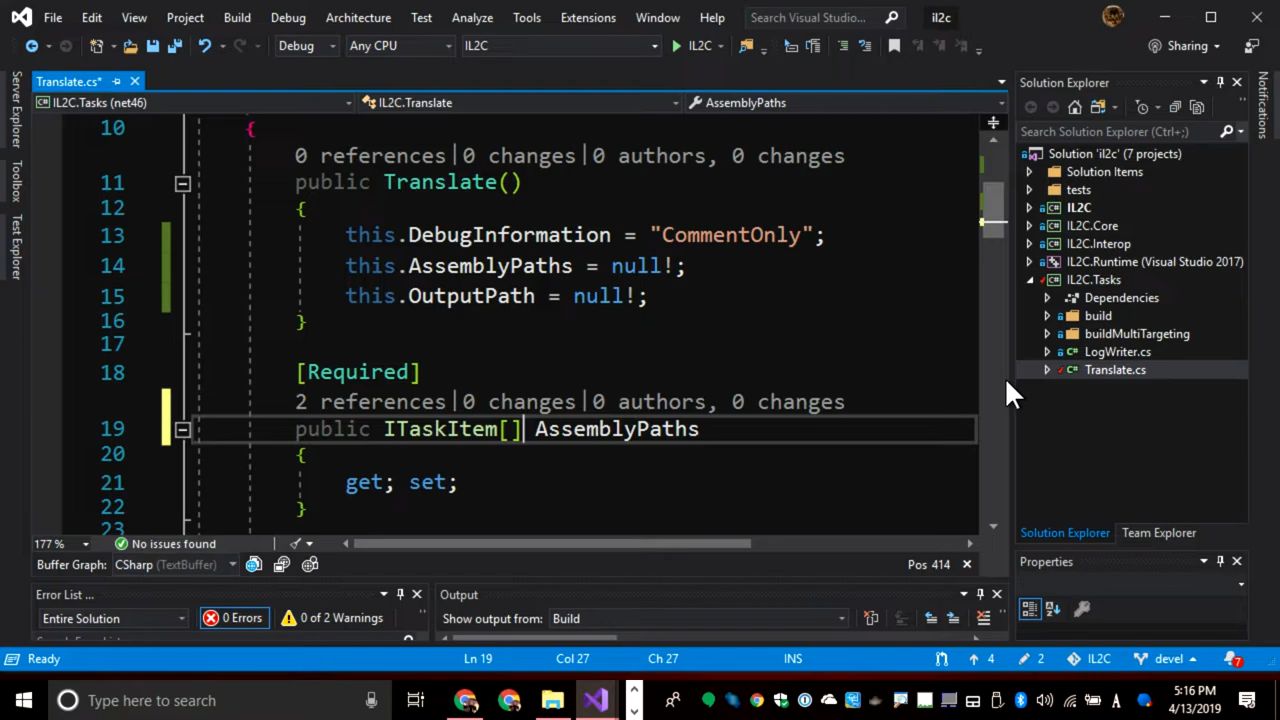 File Edit View Project Build Debug Architecture Test Analyze Tools Extensions Window Help Search Visual Studio... il2c
Debug Any CPU IL2C IL2C Sharing
Server Explorer
Toolbox
Test Explorer
Translate.cs*
IL2C.Tasks (net46) IL2C.Translate AssemblyPaths
10 {
0 references|0 changes|0 authors, 0 changes
11 public Translate()
12 {
13 this.DebugInformation = "CommentOnly";
14 this.AssemblyPaths = null!;
15 this.OutputPath = null!;
16 }
17
18 [Required]
2 references|0 changes|0 authors, 0 changes
19 public ITaskItem[] AssemblyPaths
20 {
21 get; set;
22 }
23
177 % No issues found
Buffer Graph: CSharp (TextBuffer) Pos 414
Error List ...
Entire Solution 0 Errors 0 of 2 Warnings
Output
Show output from: Build
Solution Explorer
Search Solution Explorer (Ctrl+;)
Solution 'il2c' (7 projects)
Solution Items
tests
IL2C
IL2C.Core
IL2C.Interop
IL2C.Runtime (Visual Studio 2017)
IL2C.Tasks
Dependencies
build
buildMultiTargeting
LogWriter.cs
Translate.cs
Solution Explorer Team Explorer
Properties
Notifications
Ready Ln 19 Col 27 Ch 27 INS 4 2 IL2C devel 7
Type here to search
5:16 PM
4/13/2019